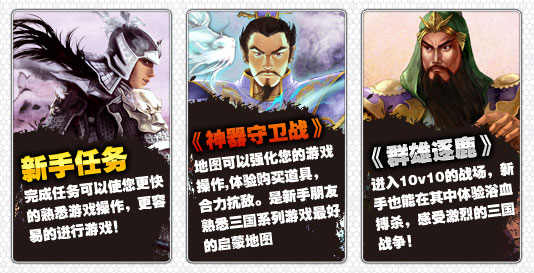 新手任务
完成任务可以使您更快
的熟悉游戏操作，更容
易的进行游戏！
《神器守卫战》
地图可以强化您的游戏
操作,体验购买道具，
合力抗敌。是新手朋友
熟悉三国系列游戏最好
的启蒙地图
《群雄逐鹿》
进入10v10的战场，新
手也能在其中体验浴血
搏杀，感受激烈的三国
战争！